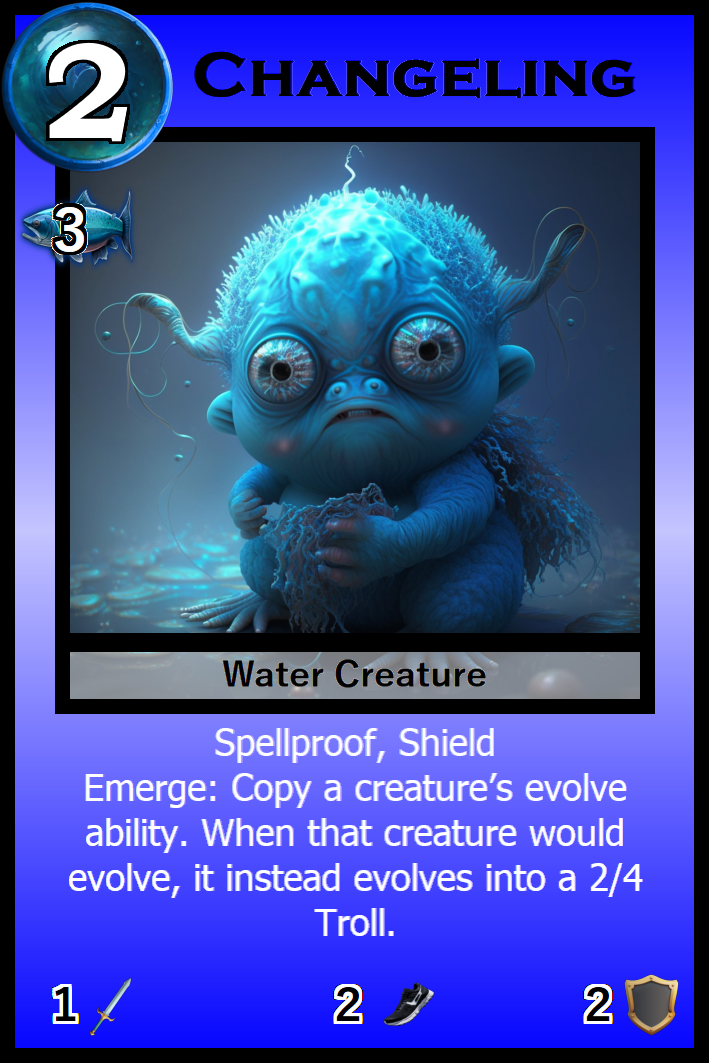 2
Changeling
3
Water Creature
Spellproof, Shield
Emerge: Copy a creature’s evolve
ability. When that creature would
evolve, it instead evolves into a 2/4
Troll.
1 2 2